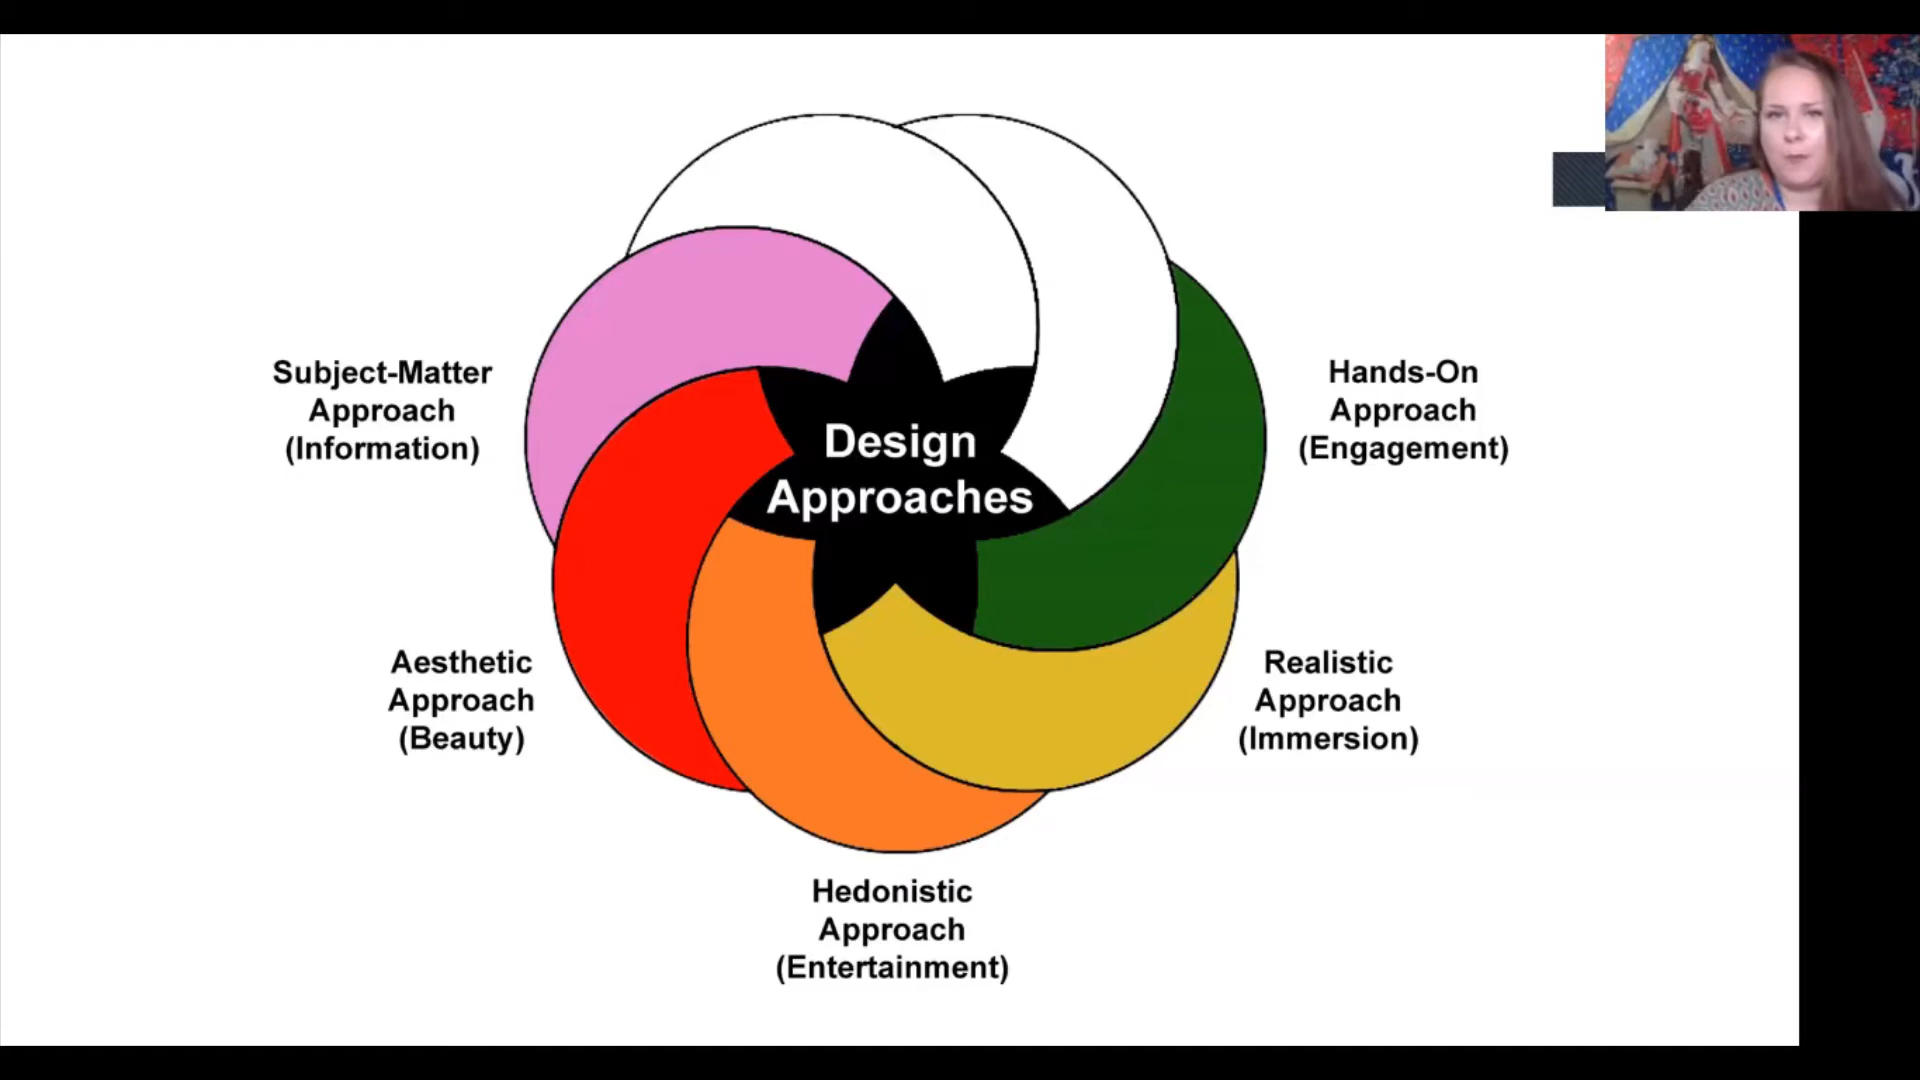 Design
Approaches
Subject-Matter
Approach
(Information)
Hands-On
Approach
(Engagement)
Aesthetic
Approach
(Beauty)
Realistic
Approach
(Immersion)
Hedonistic
Approach
(Entertainment)